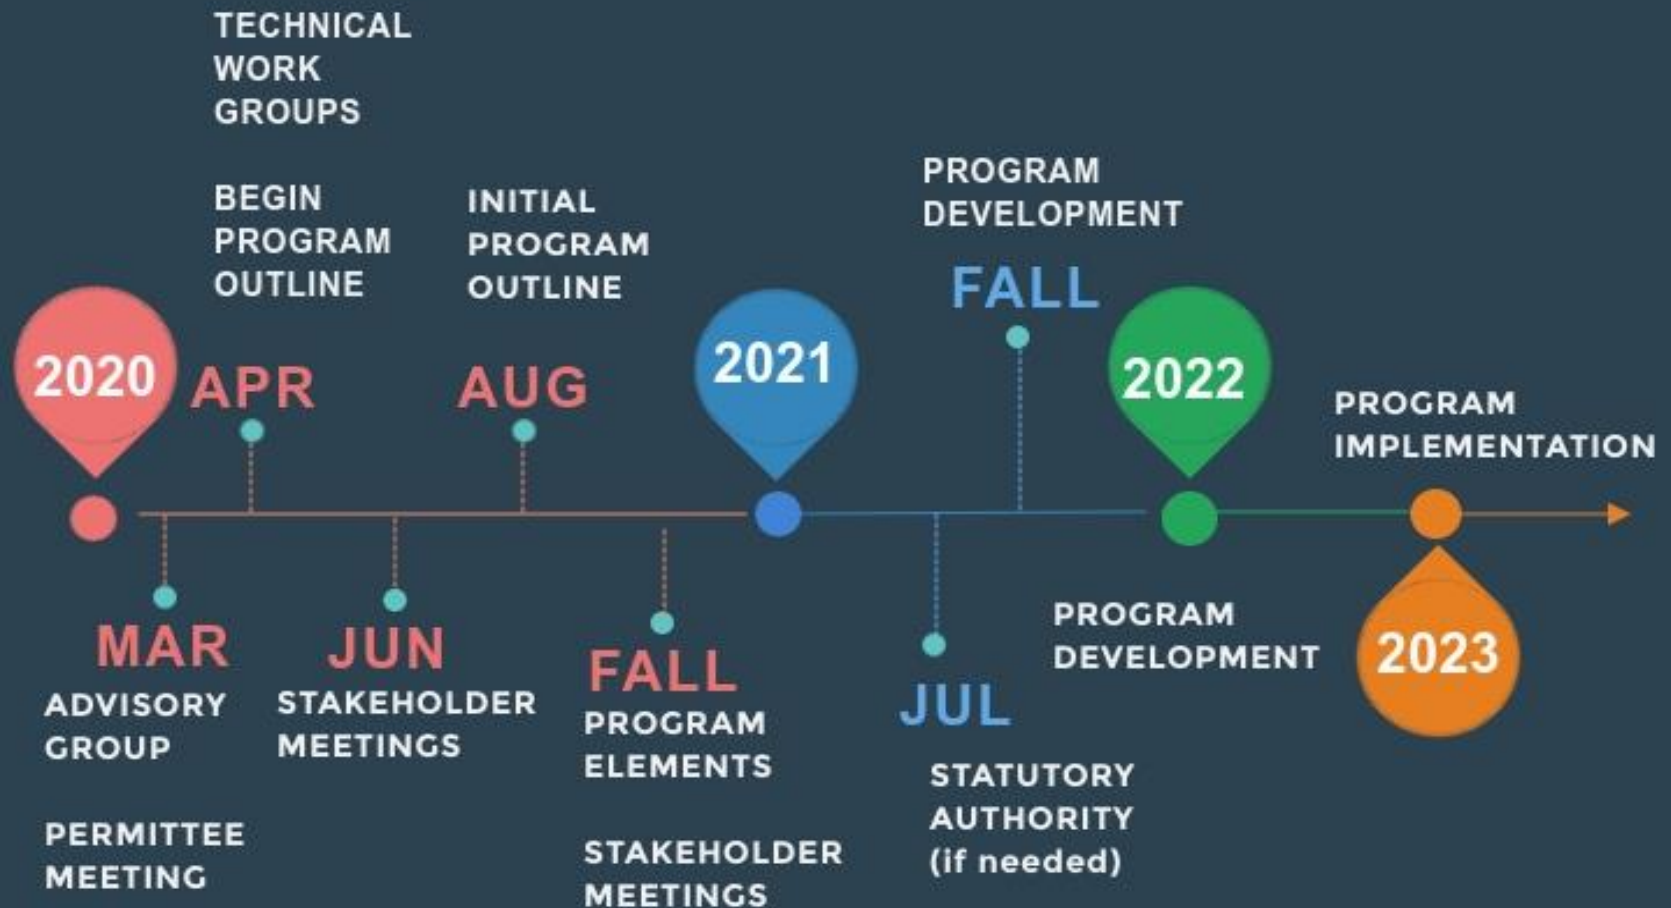 TECHNICAL
WORK
GROUPS
BEGIN
PROGRAM
OUTLINE
INITIAL
PROGRAM
OUTLINE
PROGRAM
DEVELOPMENT
FALL
2020
APR
AUG
2021
2022
PROGRAM
IMPLEMENTATION
MAR
ADVISORY
GROUP
PERMITTEE
MEETING
JUN
STAKEHOLDER
MEETINGS
FALL
PROGRAM
ELEMENTS
STAKEHOLDER
MEETINGS
JUL
STATUTORY
AUTHORITY
(if needed)
PROGRAM
DEVELOPMENT
2023